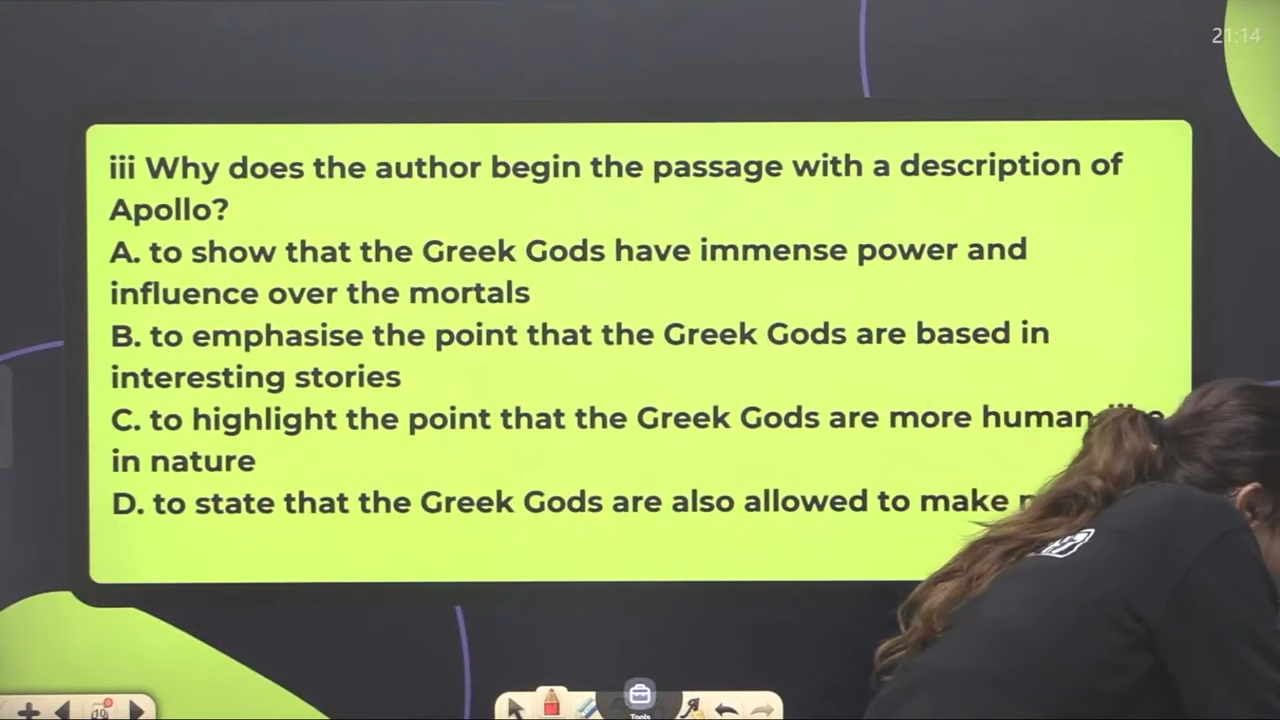 21:14
iii Why does the author begin the passage with a description of
Apollo?
A. to show that the Greek Gods have immense power and
influence over the mortals
B. to emphasise the point that the Greek Gods are based in
interesting stories
C. to highlight the point that the Greek Gods are more human-like
in nature
D. to state that the Greek Gods are also allowed to make
19
Tools